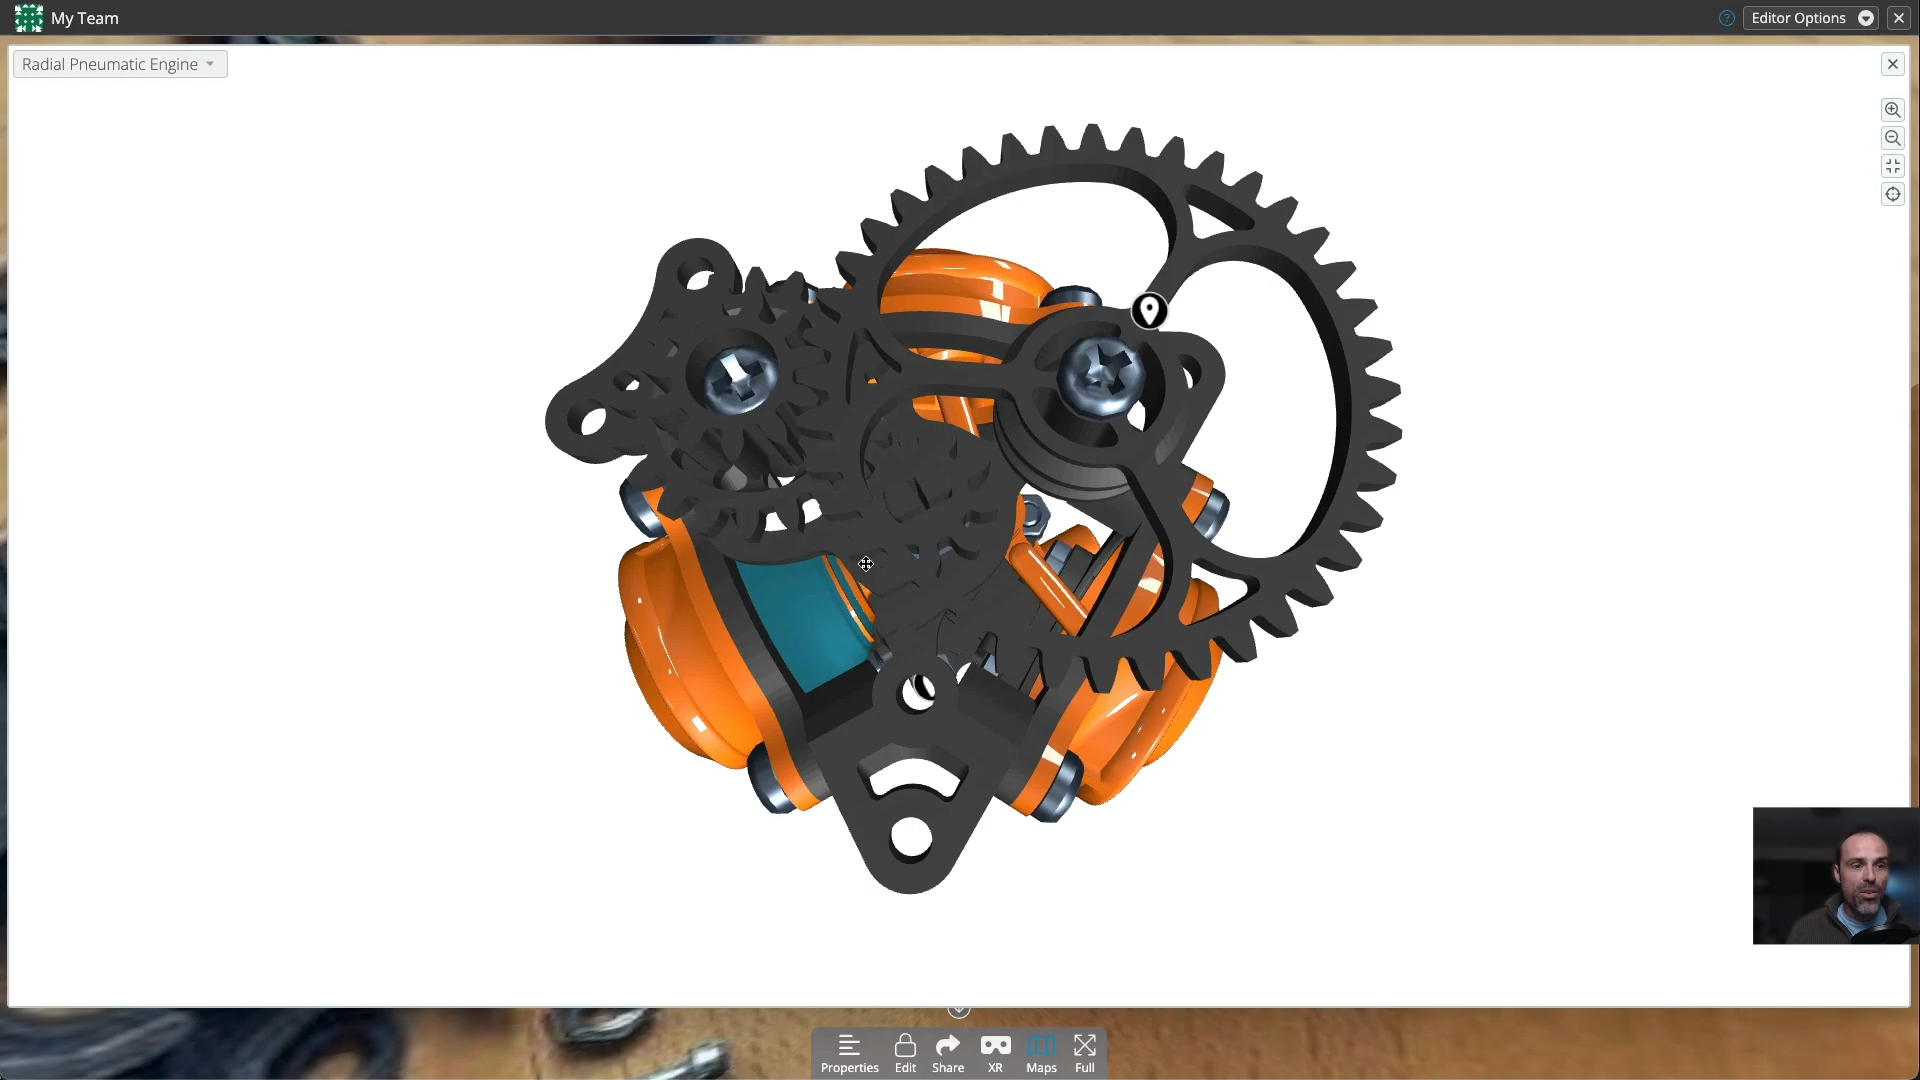 My Team
Editor Options
Radial Pneumatic Engine
Properties
Edit
Share
XR
Maps
Full